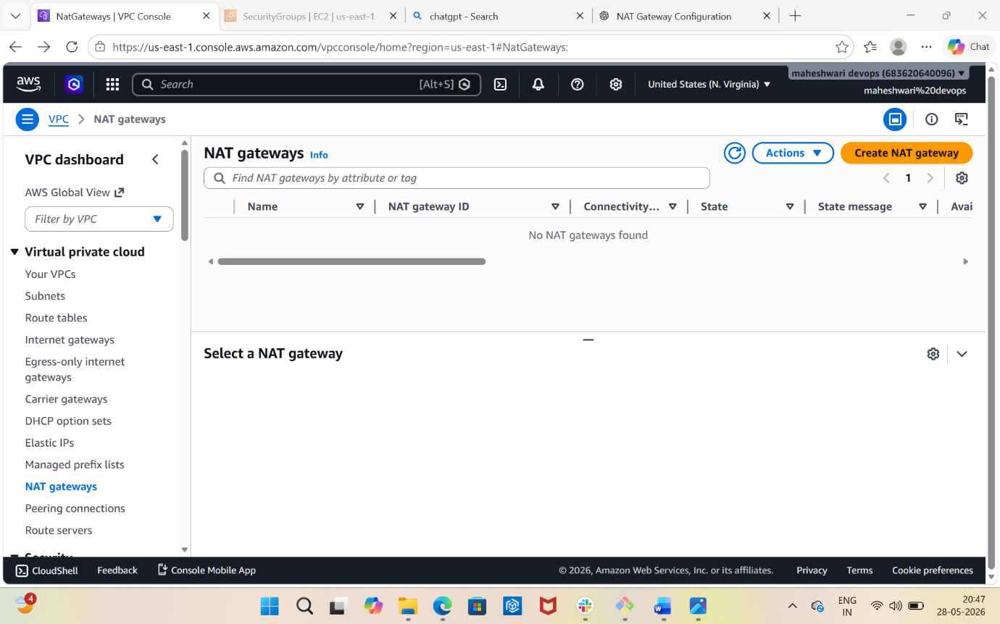 NatGateways | VPC Console
SecurityGroups | EC2 | us-east-1
chatgpt - Search
NAT Gateway Configuration
https://us-east-1.console.aws.amazon.com/vpcconsole/home?region=us-east-1#NatGateways:
Chat
aws
Search
[Alt+S]
United States (N. Virginia)
maheshwari devops (683620640096)
maheshwari%20devops
VPC
NAT gateways
VPC dashboard
AWS Global View
Filter by VPC
Virtual private cloud
Your VPCs
Subnets
Route tables
Internet gateways
Egress-only internet
gateways
Carrier gateways
DHCP option sets
Elastic IPs
Managed prefix lists
NAT gateways
Peering connections
Route servers
Security
NAT gateways Info
Actions
Create NAT gateway
Find NAT gateways by attribute or tag
1
Name
NAT gateway ID
Connectivity...
State
State message
Avai
No NAT gateways found
Select a NAT gateway
CloudShell
Feedback
Console Mobile App
© 2026, Amazon Web Services, Inc. or its affiliates.
Privacy
Terms
Cookie preferences
4
ENG
IN
20:47
28-05-2026